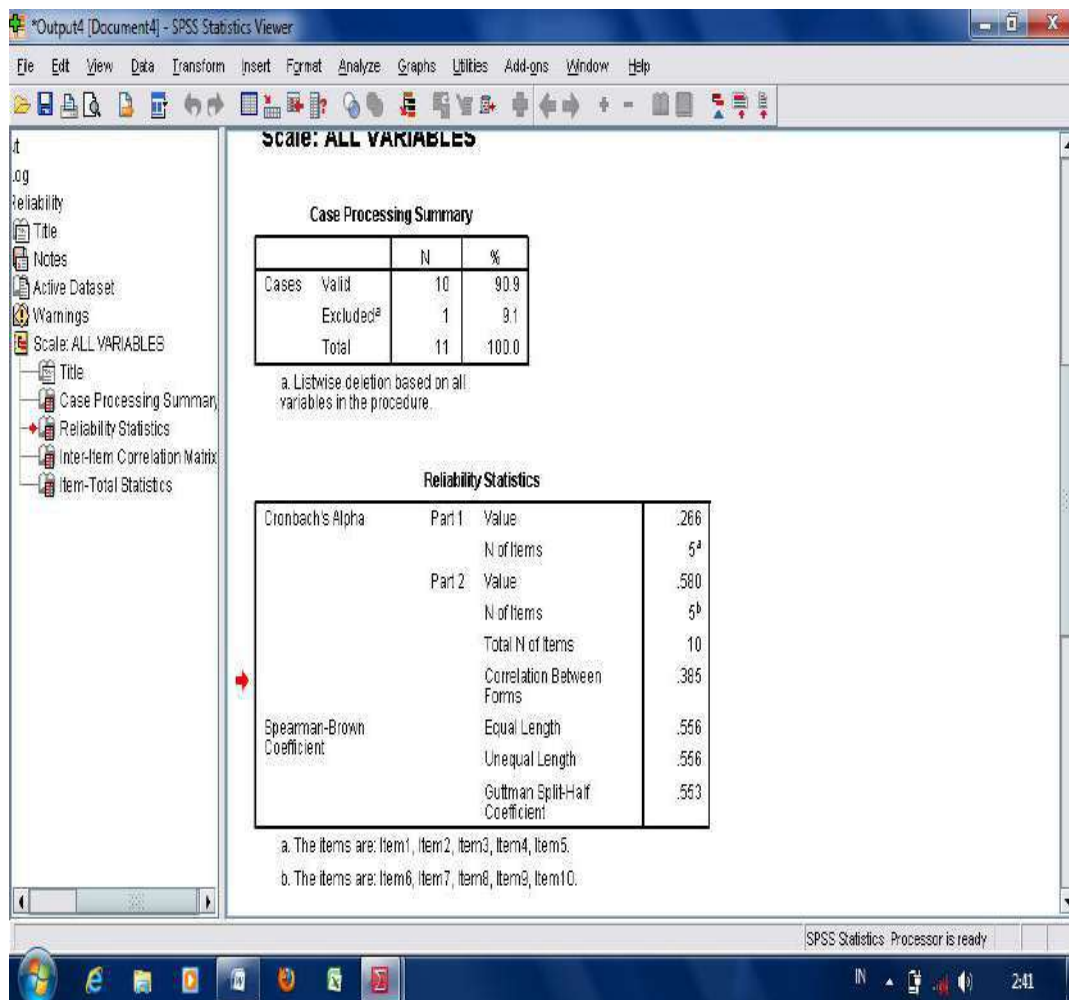 *Output4 [Document4] - SPSS Statistics Viewer
File Edit View Data Transform Insert Format Analyze Graphs Utilities Add-ons Window Help
ut
Log
Reliability
Title
Notes
Active Dataset
Warnings
Scale: ALL VARIABLES
Title
Case Processing Summary
Reliability Statistics
Inter-Item Correlation Matrix
Item-Total Statistics
Scale: ALL VARIABLES
Case Processing Summary
N %
Cases Valid 10 90.9
Excludedᵃ 1 9.1
Total 11 100.0
a. Listwise deletion based on all
variables in the procedure.
Reliability Statistics
Cronbach's Alpha Part 1 Value .266
N of Items 5ᵃ
Part 2 Value .580
N of Items 5ᵇ
Total N of Items 10
Correlation Between .385
Forms
Spearman-Brown Equal Length .556
Coefficient
Unequal Length .556
Guttman Split-Half .553
Coefficient
a. The items are: Item1, Item2, Item3, Item4, Item5.
b. The items are: Item6, Item7, Item8, Item9, Item10.
SPSS Statistics Processor is ready
IN 2:41